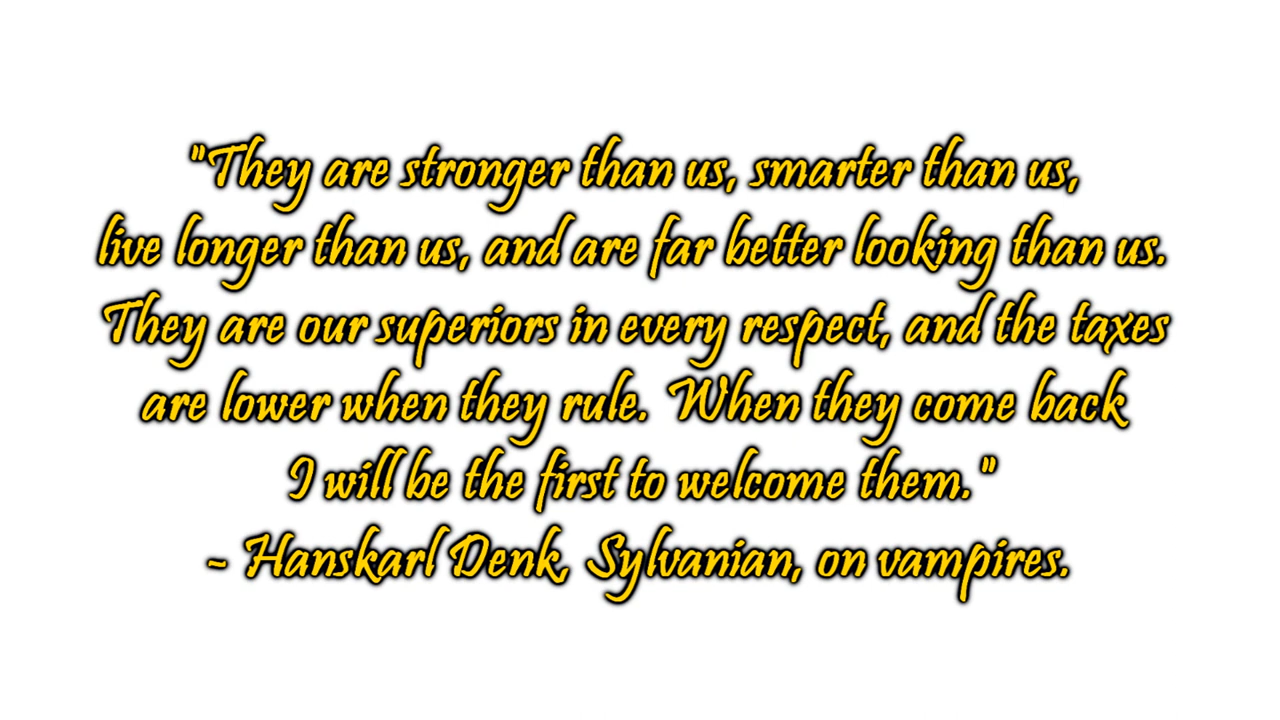 "They are stronger than us, smarter than us,
live longer than us, and are far better looking than us.
They are our superiors in every respect, and the taxes
are lower when they rule. When they come back
I will be the first to welcome them."
- Hanskarl Denk, Sylvanian, on vampires.